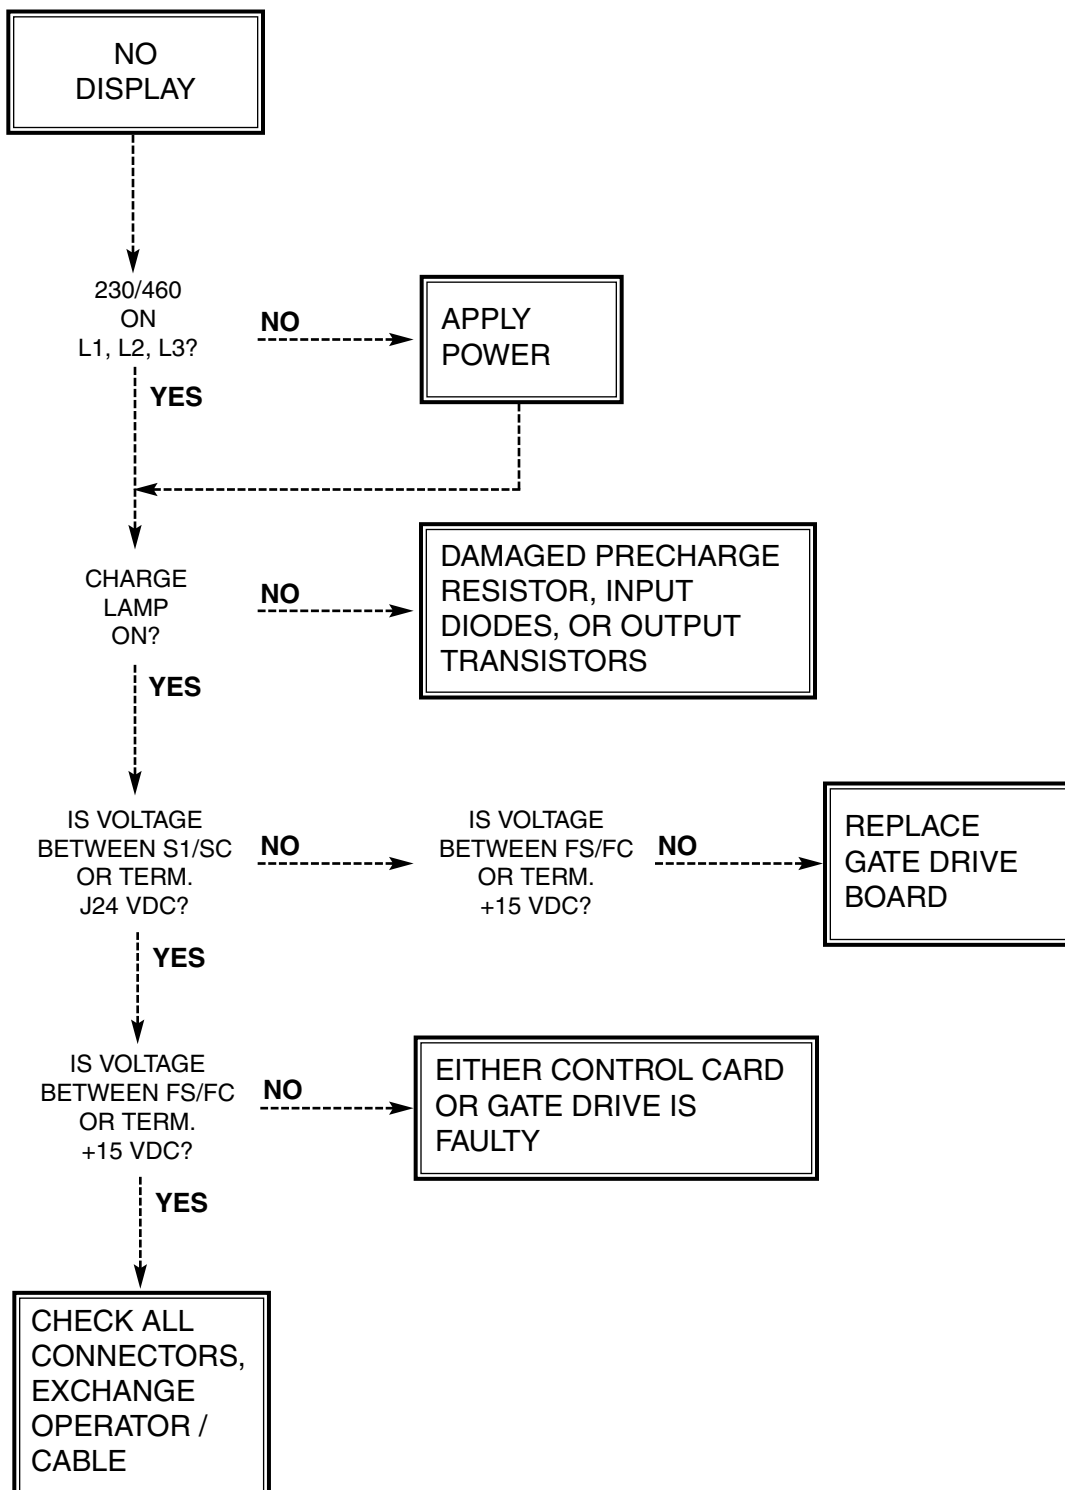 NO
DISPLAY
230/460
ON
L1, L2, L3?
NO
APPLY
POWER
YES
CHARGE
LAMP
ON?
NO
DAMAGED PRECHARGE
RESISTOR, INPUT
DIODES, OR OUTPUT
TRANSISTORS
YES
IS VOLTAGE
BETWEEN S1/SC
OR TERM.
J24 VDC?
NO
IS VOLTAGE
BETWEEN FS/FC
OR TERM.
+15 VDC?
NO
REPLACE
GATE DRIVE
BOARD
YES
IS VOLTAGE
BETWEEN FS/FC
OR TERM.
+15 VDC?
NO
EITHER CONTROL CARD
OR GATE DRIVE IS
FAULTY
YES
CHECK ALL
CONNECTORS,
EXCHANGE
OPERATOR /
CABLE